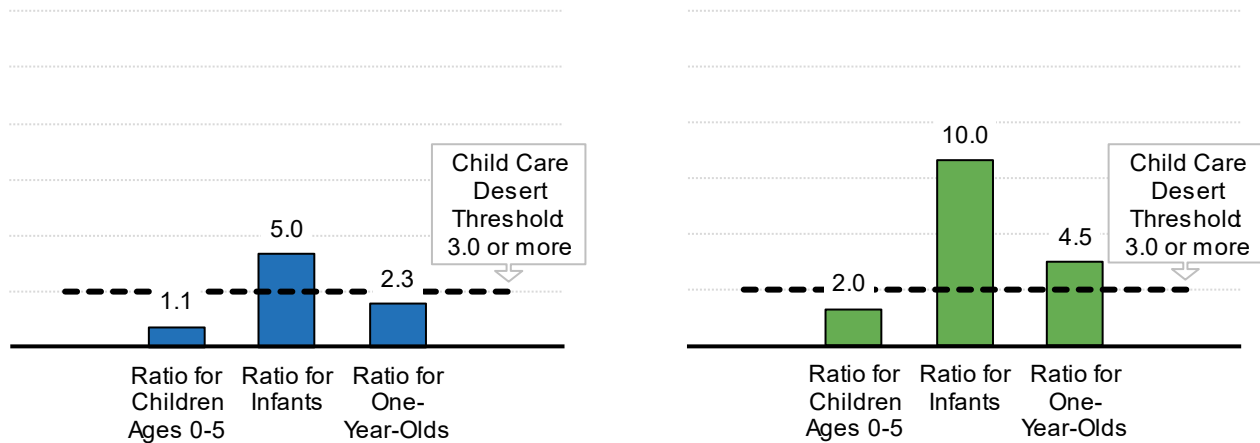 Child Care
Desert
Threshold:
3.0 or more
5.0
2.3
1.1
Ratio for
Children
Ages 0-5
Ratio for
Infants
Ratio for
One-
Year-Olds
Child Care
Desert
Threshold:
3.0 or more
10.0
4.5
2.0
Ratio for
Children
Ages 0-5
Ratio for
Infants
Ratio for
One-
Year-Olds